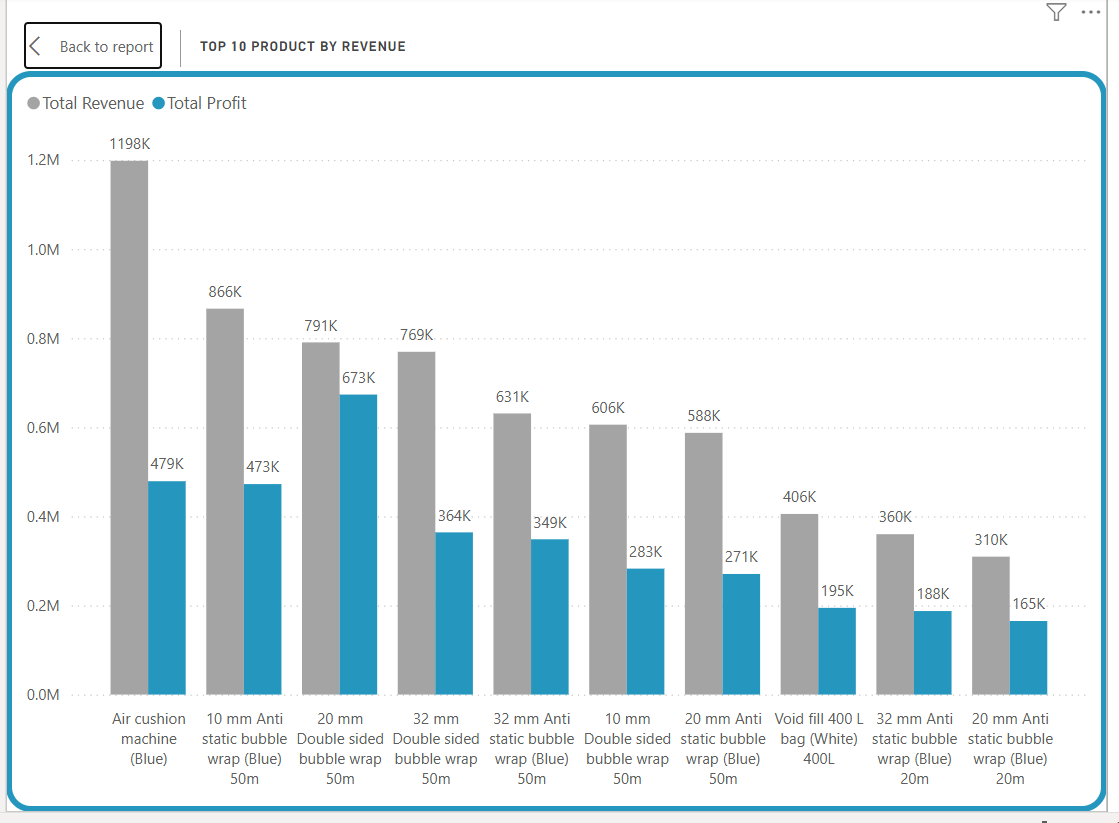 Back to report
TOP 10 PRODUCT BY REVENUE
Total Revenue Total Profit
1198K
1.2M
1.0M
866K
791K
769K
0.8M
673K
631K
606K
588K
0.6M
479K
473K
406K
364K
349K
360K
0.4M
310K
283K
271K
195K
188K
165K
0.2M
0.0M
Air cushion
machine
(Blue)
10 mm Anti
static bubble
wrap (Blue)
50m
20 mm
Double sided
bubble wrap
50m
32 mm
Double sided
bubble wrap
50m
32 mm Anti
static bubble
wrap (Blue)
50m
10 mm
Double sided
bubble wrap
50m
20 mm Anti
static bubble
wrap (Blue)
50m
Void fill 400 L
bag (White)
400L
32 mm Anti
static bubble
wrap (Blue)
20m
20 mm Anti
static bubble
wrap (Blue)
20m